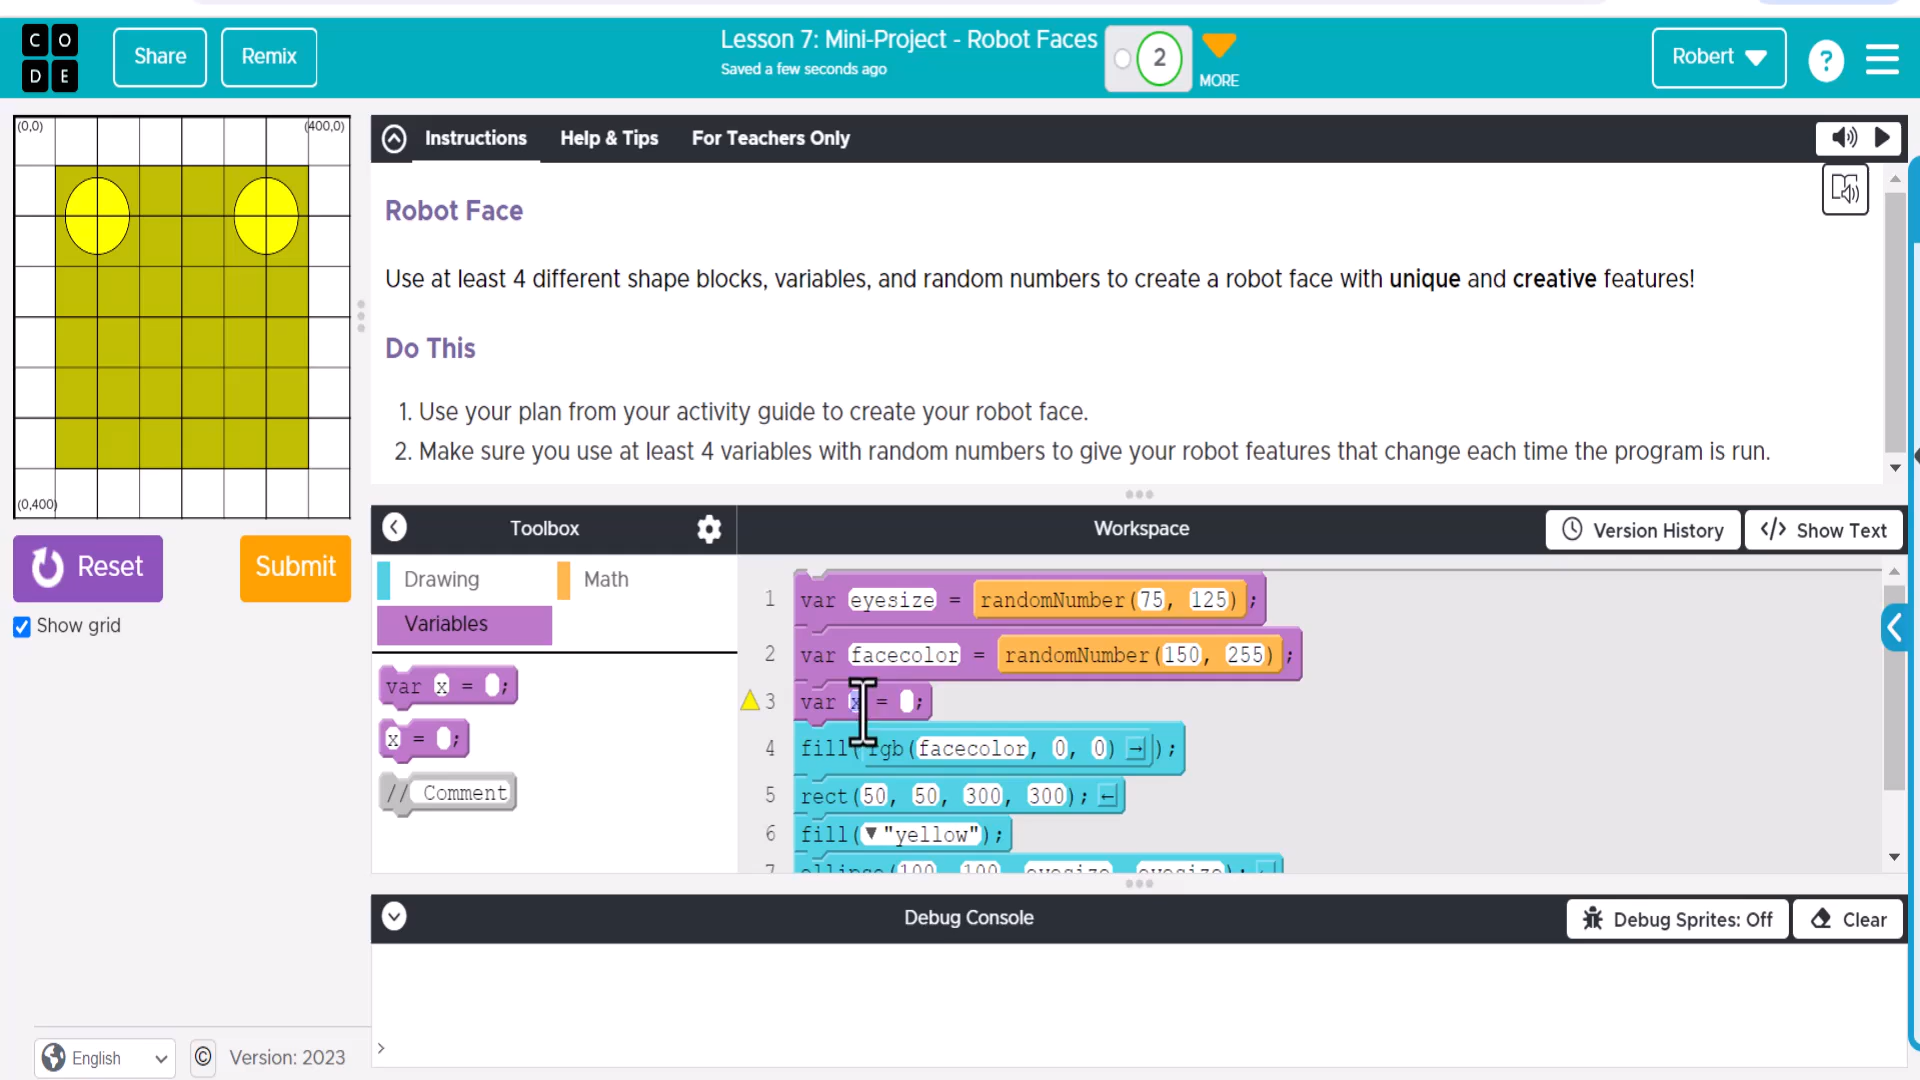 C O
D E
Share
Remix
Lesson 7: Mini-Project - Robot Faces
Saved a few seconds ago
2
MORE
Robert
?
(0,0)
(400,0)
(0,400)
Instructions
Help & Tips
For Teachers Only
Robot Face
Use at least 4 different shape blocks, variables, and random numbers to create a robot face with unique and creative features!
Do This
1. Use your plan from your activity guide to create your robot face.
2. Make sure you use at least 4 variables with random numbers to give your robot features that change each time the program is run.
Reset
Submit
Show grid
Toolbox
Workspace
Version History
</> Show Text
Drawing
Math
Variables
var x = ;
x = ;
// Comment
1 var eyesize = randomNumber(75, 125);
2 var facecolor = randomNumber(150, 255);
3 var x = ;
4 fill(rgb(facecolor, 0, 0) →);
5 rect(50, 50, 300, 300); ←
6 fill(▼"yellow");
7 ellipse(100, 100, eyesize, eyesize); ←
Debug Console
Debug Sprites: Off
Clear
>
English
©
Version: 2023